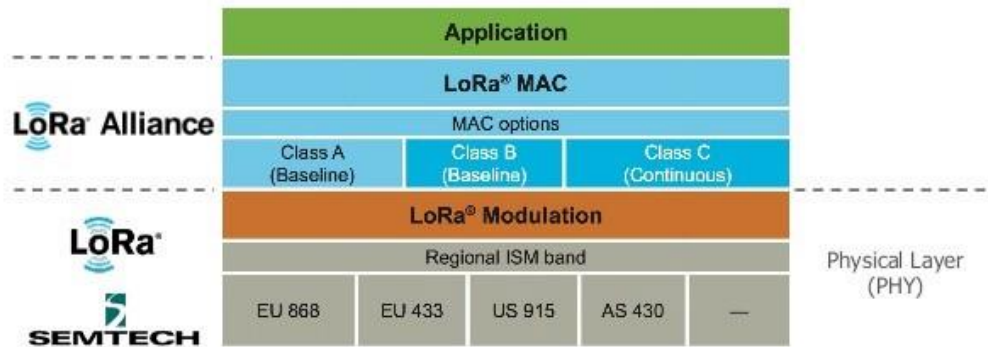 Application
LoRa® MAC
LoRa Alliance
MAC options
Class A
(Baseline)
Class B
(Baseline)
Class C
(Continuous)
LoRa® Modulation
LoRa®
Regional ISM band
Physical Layer
(PHY)
SEMTECH
EU 868
EU 433
US 915
AS 430
—